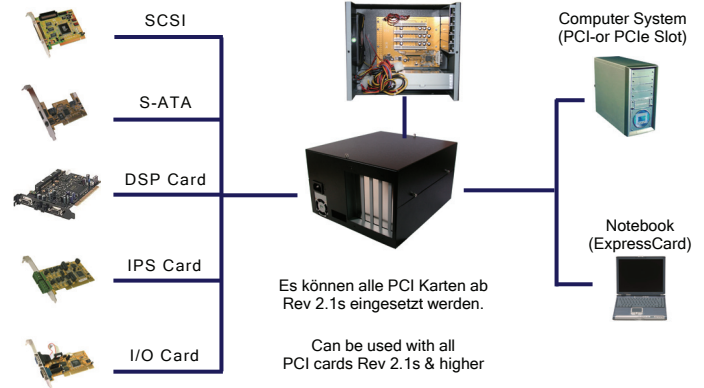 SCSI
S-ATA
DSP Card
IPS Card
I/O Card
Es können alle PCI Karten ab
Rev 2.1s eingesetzt werden.
Can be used with all
PCI cards Rev 2.1s & higher
Computer System
(PCI-or PCIe Slot)
Notebook
(ExpressCard)